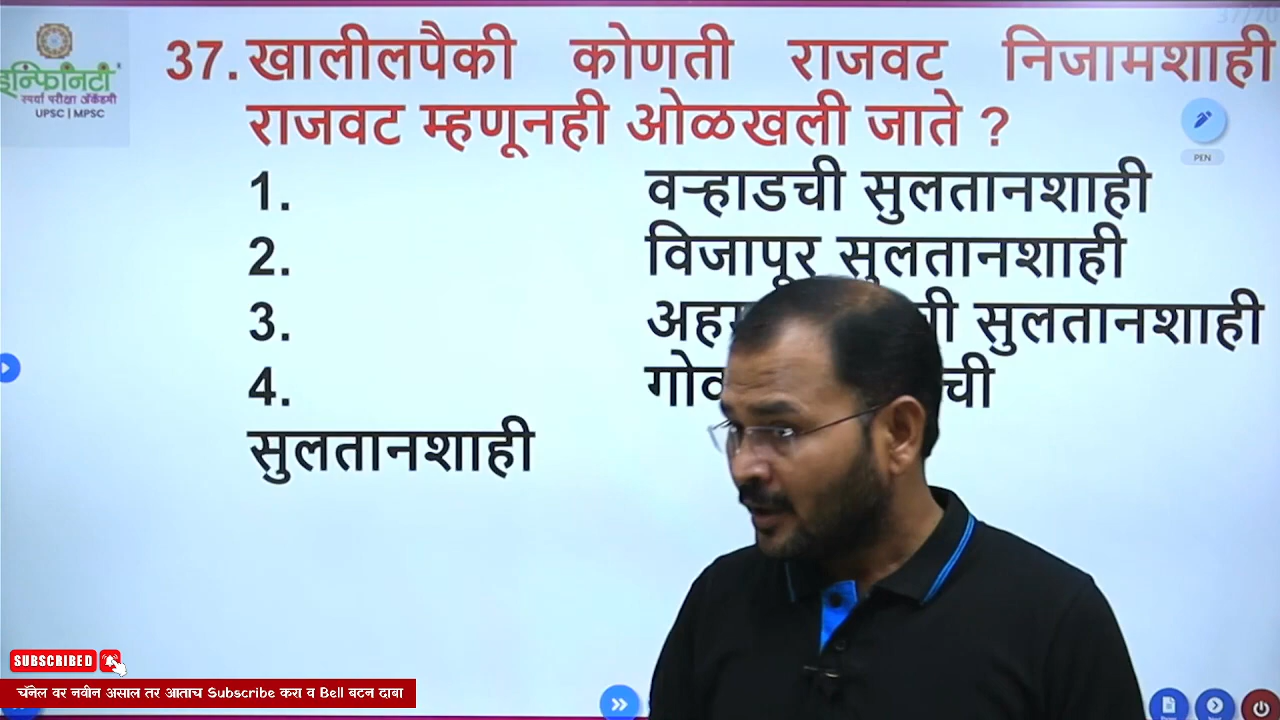 37/70
इन्फिनिटी
स्पर्धा परीक्षा अ‍ॅकॅडमी
UPSC | MPSC
37. खालीलपैकी कोणती राजवट निजामशाही
राजवट म्हणूनही ओळखली जाते ?
PEN
1. वऱ्हाडची सुलतानशाही
2. विजापूर सुलतानशाही
3. सुलतानशाही
4.
सुलतानशाही
SUBSCRIBED
चॅनेल वर नवीन असाल तर आताच Subscribe करा व Bell बटन दाबा